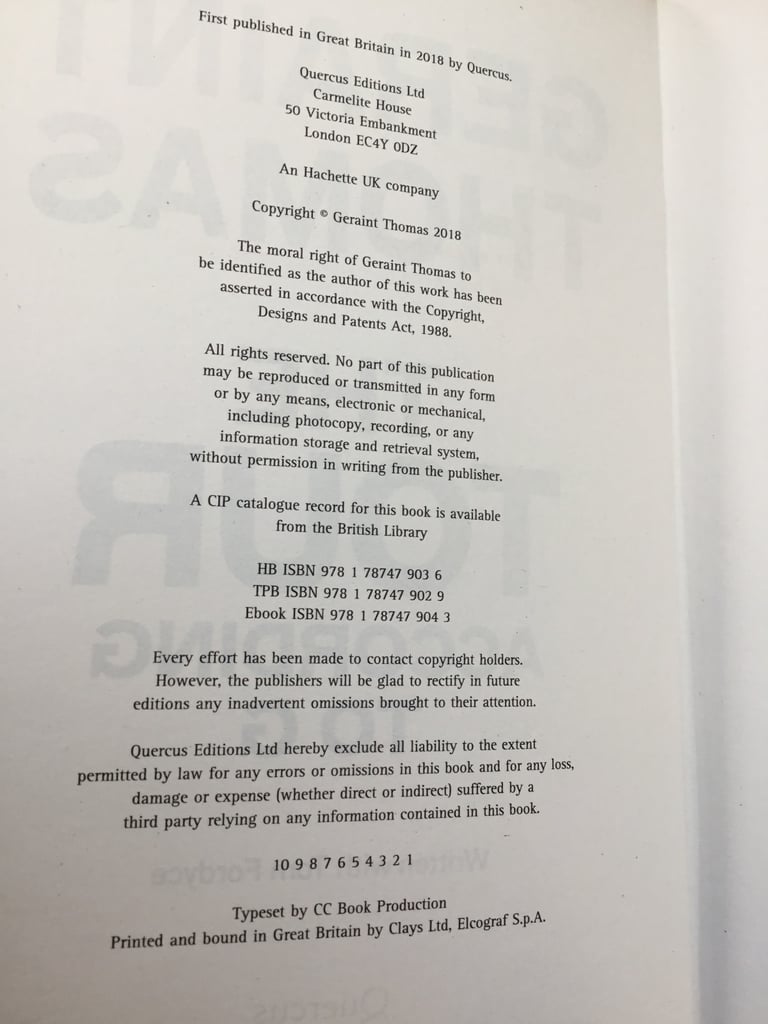 First published in Great Britain in 2018 by Quercus.
Quercus Editions Ltd
Carmelite House
50 Victoria Embankment
London EC4Y 0DZ
An Hachette UK company
Copyright © Geraint Thomas 2018
The moral right of Geraint Thomas to
be identified as the author of this work has been
asserted in accordance with the Copyright,
Designs and Patents Act, 1988.
All rights reserved. No part of this publication
may be reproduced or transmitted in any form
or by any means, electronic or mechanical,
including photocopy, recording, or any
information storage and retrieval system,
without permission in writing from the publisher.
A CIP catalogue record for this book is available
from the British Library
HB ISBN 978 1 78747 903 6
TPB ISBN 978 1 78747 902 9
Ebook ISBN 978 1 78747 904 3
Every effort has been made to contact copyright holders.
However, the publishers will be glad to rectify in future
editions any inadvertent omissions brought to their attention.
Quercus Editions Ltd hereby exclude all liability to the extent
permitted by law for any errors or omissions in this book and for any loss,
damage or expense (whether direct or indirect) suffered by a
third party relying on any information contained in this book.
10 9 8 7 6 5 4 3 2 1
Typeset by CC Book Production
Printed and bound in Great Britain by Clays Ltd, Elcograf S.p.A.